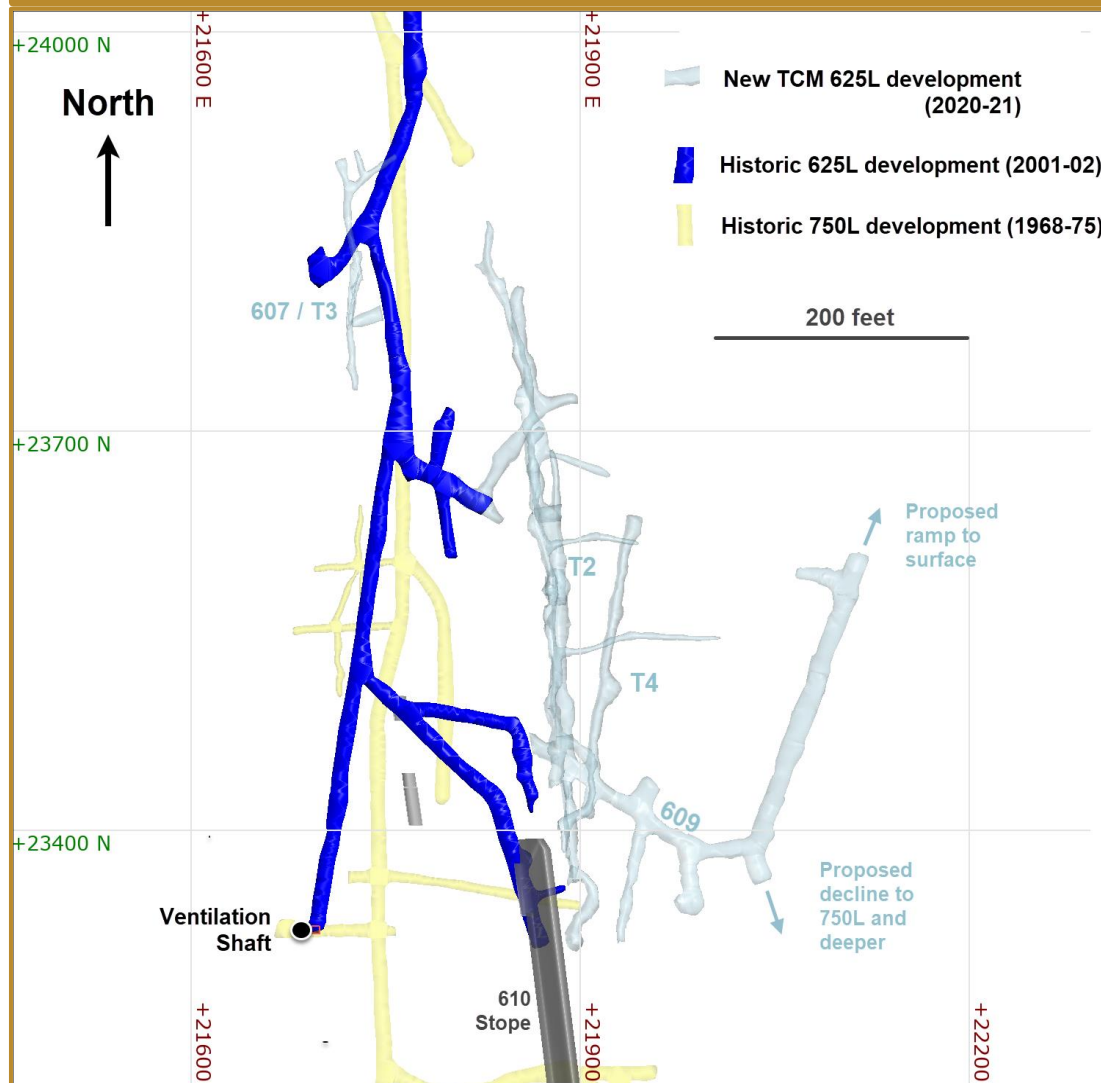 +24000 N
+21600 E
+21900 E
North
New TCM 625L development
(2020-21)
Historic 625L development (2001-02)
Historic 750L development (1968-75)
607 / T3
200 feet
+23700 N
Proposed
ramp to
surface
T2
T4
609
+23400 N
Proposed
decline to
750L and
deeper
Ventilation
Shaft
610
Stope
+21600
+21900
+22200